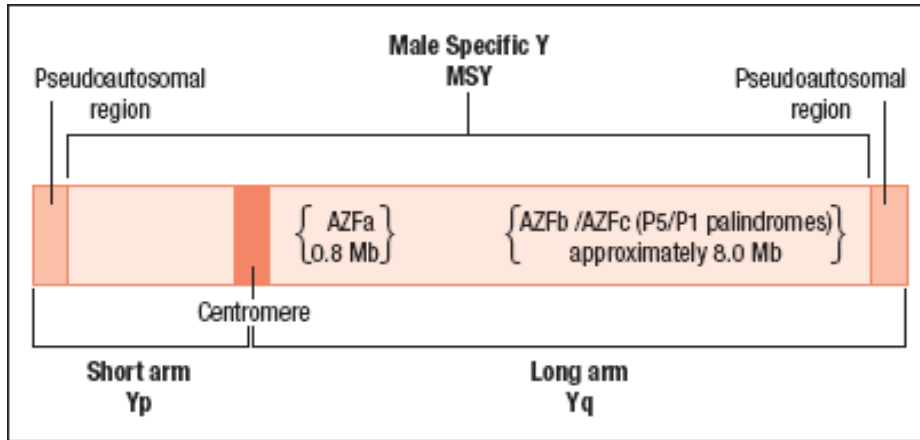 Male Specific Y
MSY
Pseudoautosomal
region
Pseudoautosomal
region
AZFa
0.8 Mb
AZFb /AZFc (P5/P1 palindromes)
approximately 8.0 Mb
Centromere
Short arm
Yp
Long arm
Yq